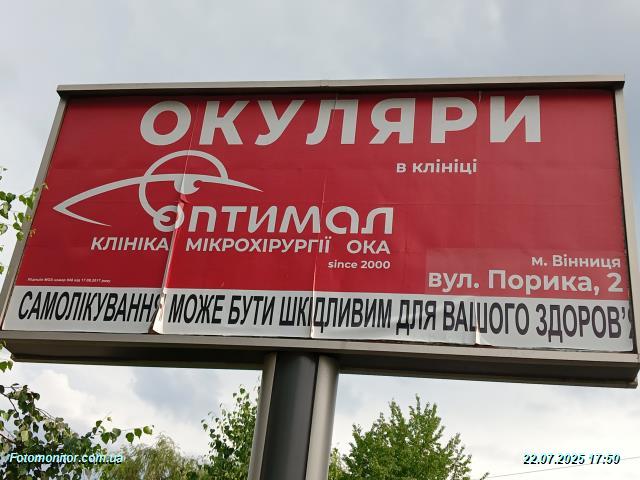 ОКУЛЯРИ
в клініці
оптимал
КЛІНІКА МІКРОХІРУРГІЇ ОКА
since 2000
м. Вінниця
вул. Порика, 2
САМОЛІКУВАННЯ МОЖЕ БУТИ ШКІДЛИВИМ ДЛЯ ВАШОГО ЗДОРОВ'
Fotomonitor.com.ua
22.07.2025 17:50